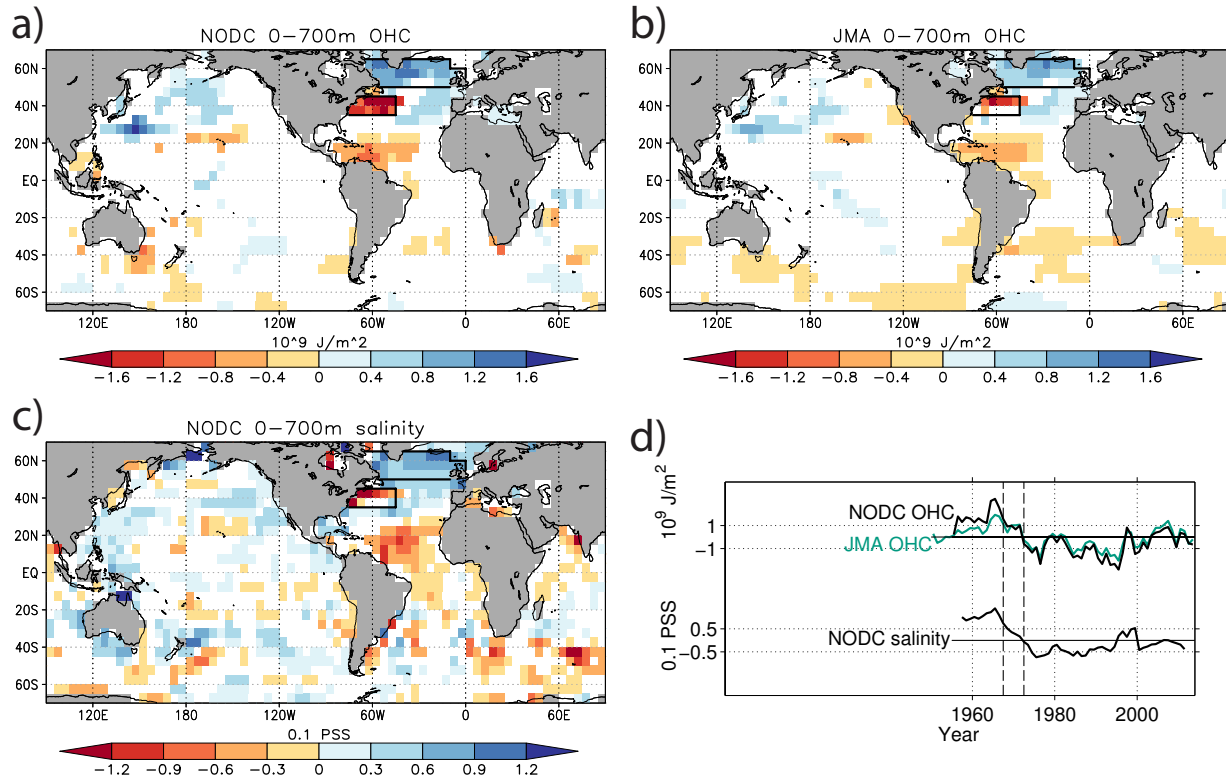 a)
NODC 0−700m OHC
60N
40N
20N
EQ
20S
40S
60S
120E 180 120W 60W 0 60E
10^9 J/m^2
−1.6 −1.2 −0.8 −0.4 0 0.4 0.8 1.2 1.6
b)
JMA 0−700m OHC
60N
40N
20N
EQ
20S
40S
60S
120E 180 120W 60W 0 60E
10^9 J/m^2
−1.6 −1.2 −0.8 −0.4 0 0.4 0.8 1.2 1.6
c)
NODC 0−700m salinity
60N
40N
20N
EQ
20S
40S
60S
120E 180 120W 60W 0 60E
0.1 PSS
−1.2 −0.9 −0.6 −0.3 0 0.3 0.6 0.9 1.2
d)
10⁹ J/m²
1
−1
NODC OHC
JMA OHC
0.1 PSS
0.5
−0.5
NODC salinity
1960 1980 2000
Year